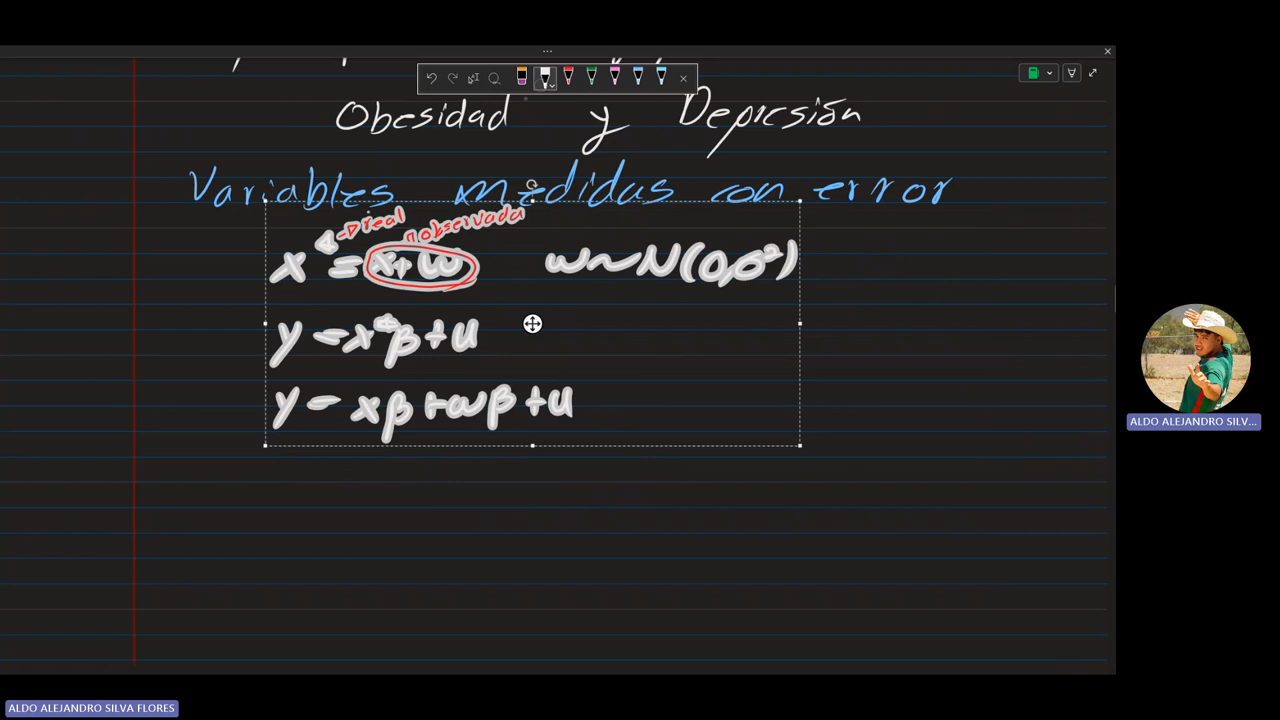 Obesidad y Depresión
Variables medidas con error
→ real
observada
x* = x + w w ~ N(0, σ²)
y = x*β + u
y = xβ + wβ + u
ALDO ALEJANDRO SILV...
ALDO ALEJANDRO SILVA FLORES